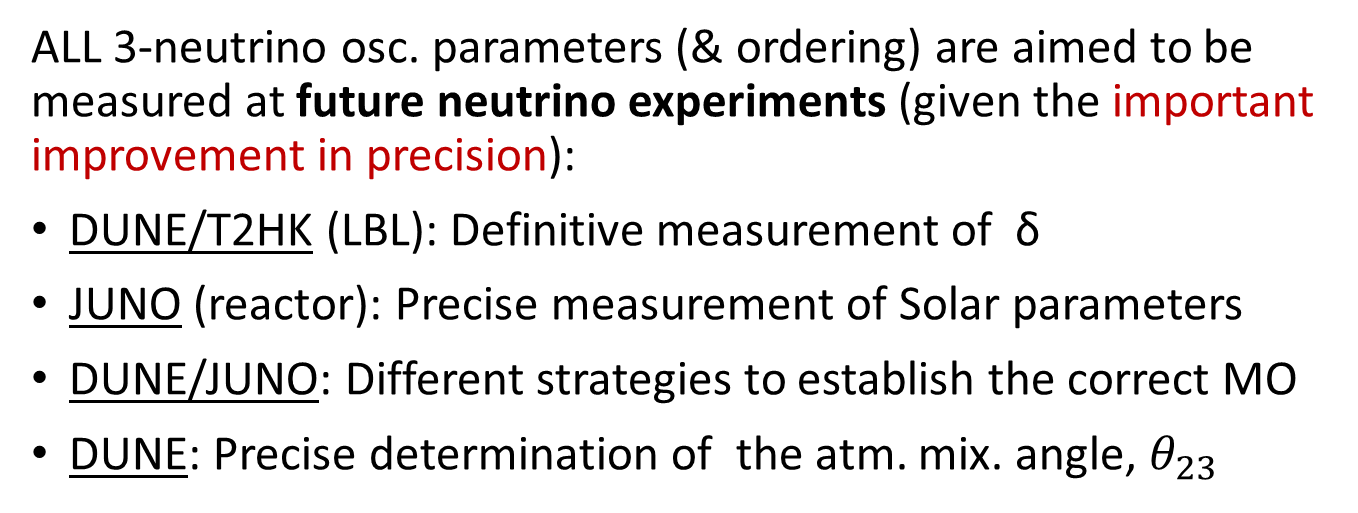 ALL 3-neutrino osc. parameters (& ordering) are aimed to be
measured at future neutrino experiments (given the important
improvement in precision):
• DUNE/T2HK (LBL): Definitive measurement of δ
• JUNO (reactor): Precise measurement of Solar parameters
• DUNE/JUNO: Different strategies to establish the correct MO
• DUNE: Precise determination of the atm. mix. angle, θ₂₃